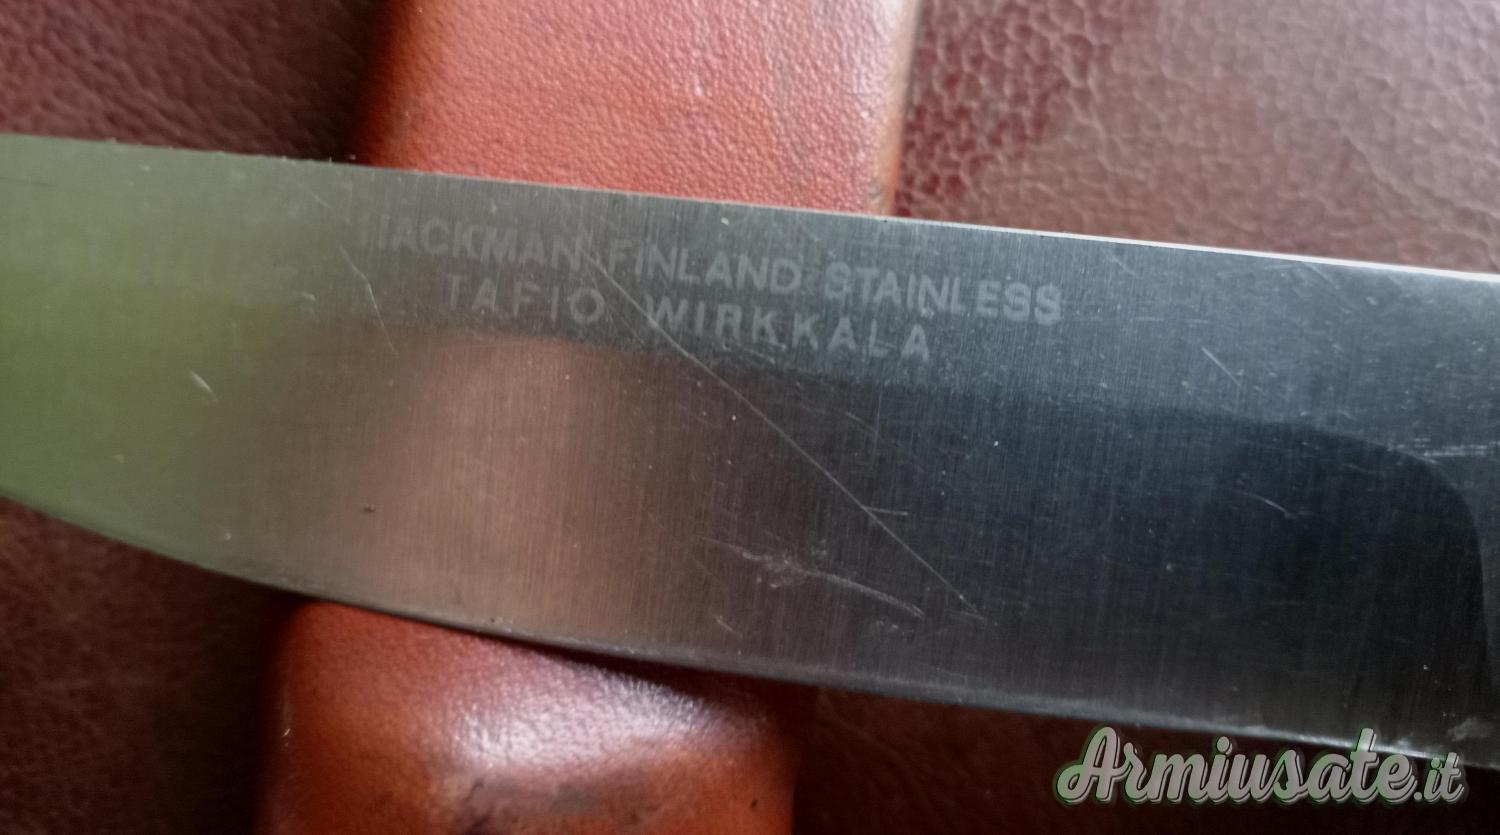 HACKMAN FINLAND STAINLESS
TAPIO WIRKKALA
Armiusate.it